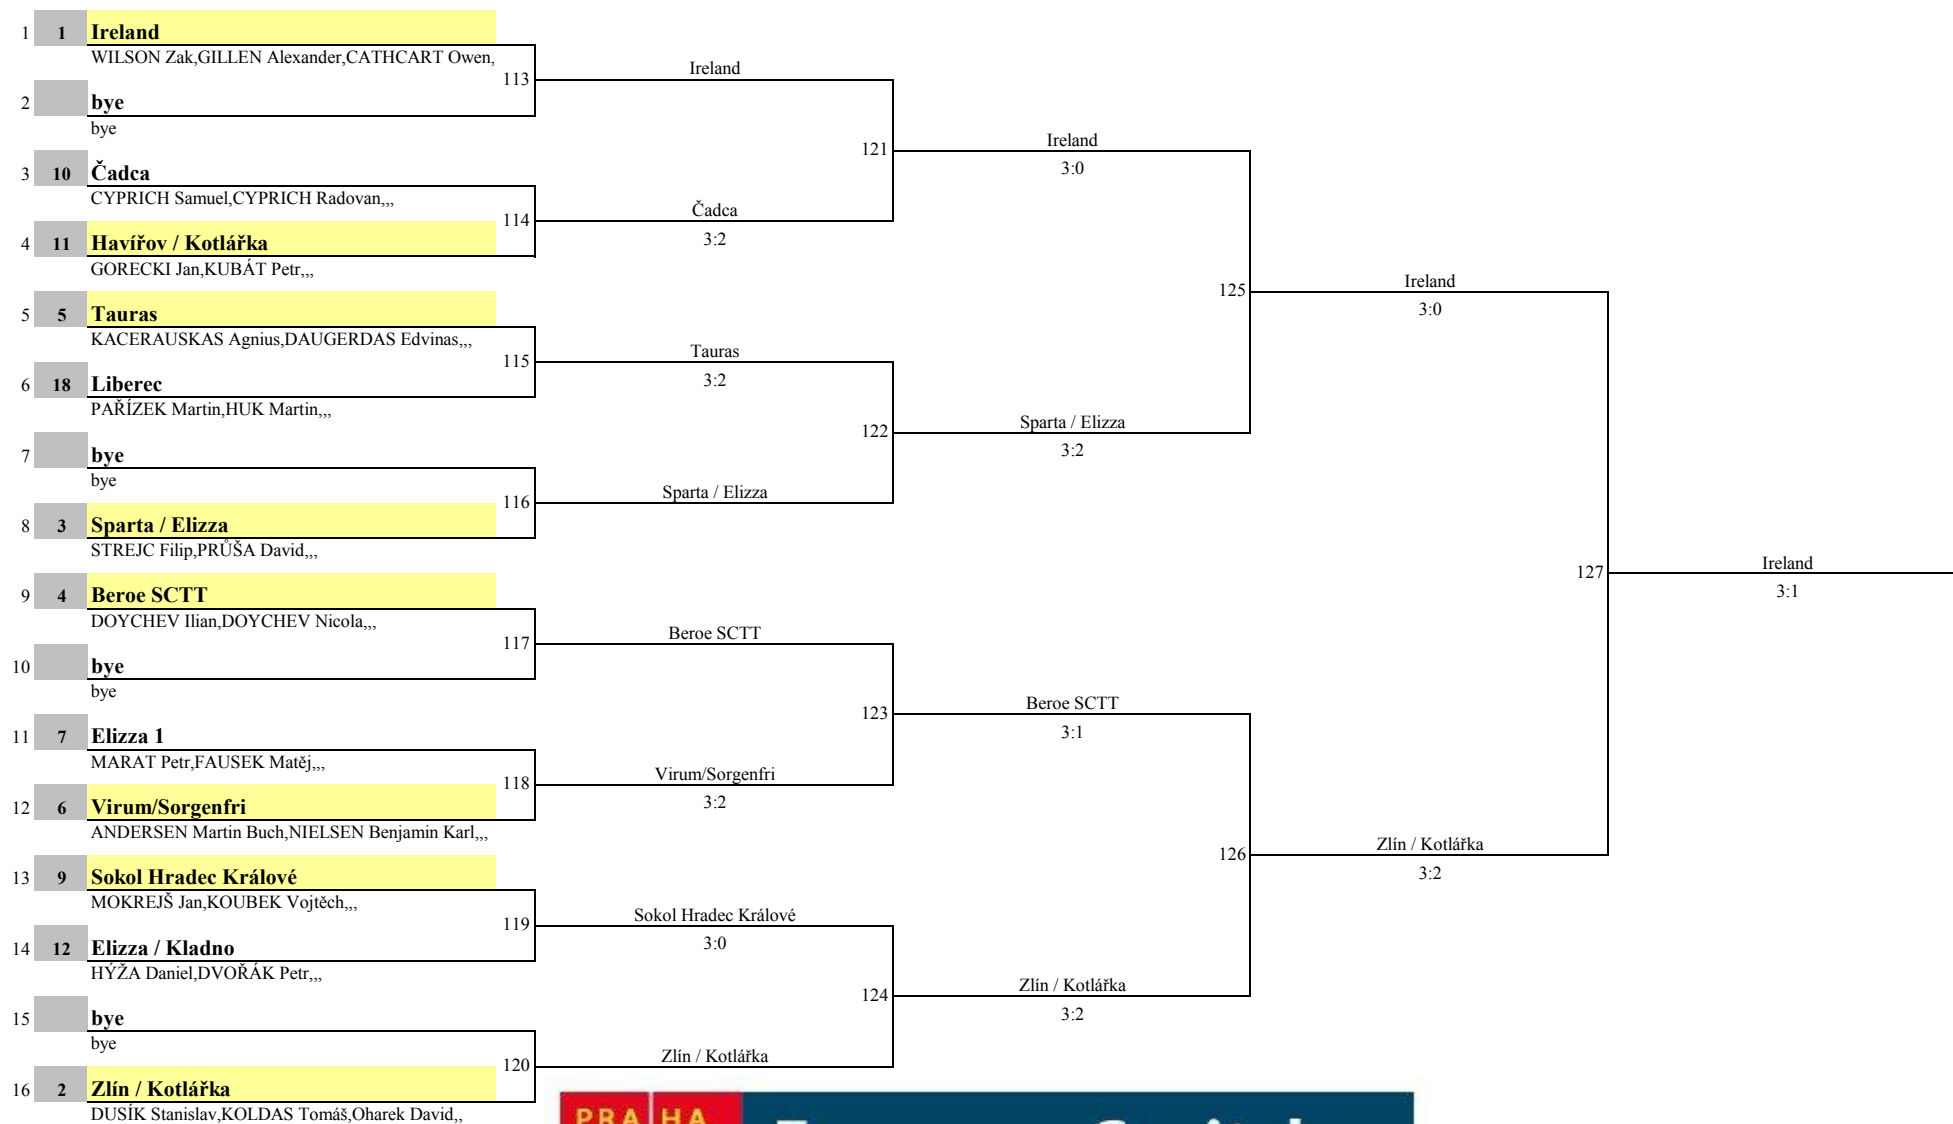 1 1 Ireland
WILSON Zak,GILLEN Alexander,CATHCART Owen,
113 Ireland
2 bye
bye
121 Ireland
3:0
3 10 Čadca
CYPRICH Samuel,CYPRICH Radovan,,,
114 Čadca
3:2
4 11 Havířov / Kotlářka
GORECKI Jan,KUBÁT Petr,,,
125 Ireland
3:0
5 5 Tauras
KACERAUSKAS Agnius,DAUGERDAS Edvinas,,,
115 Tauras
3:2
6 18 Liberec
PAŘÍZEK Martin,HUK Martin,,,
122 Sparta / Elizza
3:2
7 bye
bye
116 Sparta / Elizza
8 3 Sparta / Elizza
STREJC Filip,PRŮŠA David,,,
127 Ireland
3:1
9 4 Beroe SCTT
DOYCHEV Ilian,DOYCHEV Nicola,,,
117 Beroe SCTT
10 bye
bye
123 Beroe SCTT
3:1
11 7 Elizza 1
MARAT Petr,FAUSEK Matěj,,,
118 Virum/Sorgenfri
3:2
12 6 Virum/Sorgenfri
ANDERSEN Martin Buch,NIELSEN Benjamin Karl,,,
126 Zlín / Kotlářka
3:2
13 9 Sokol Hradec Králové
MOKREJŠ Jan,KOUBEK Vojtěch,,,
119 Sokol Hradec Králové
3:0
14 12 Elizza / Kladno
HÝŽA Daniel,DVOŘÁK Petr,,,
124 Zlín / Kotlářka
3:2
15 bye
bye
120 Zlín / Kotlářka
16 2 Zlín / Kotlářka
DUSÍK Stanislav,KOLDAS Tomáš,Oharek David,,
PRA HA